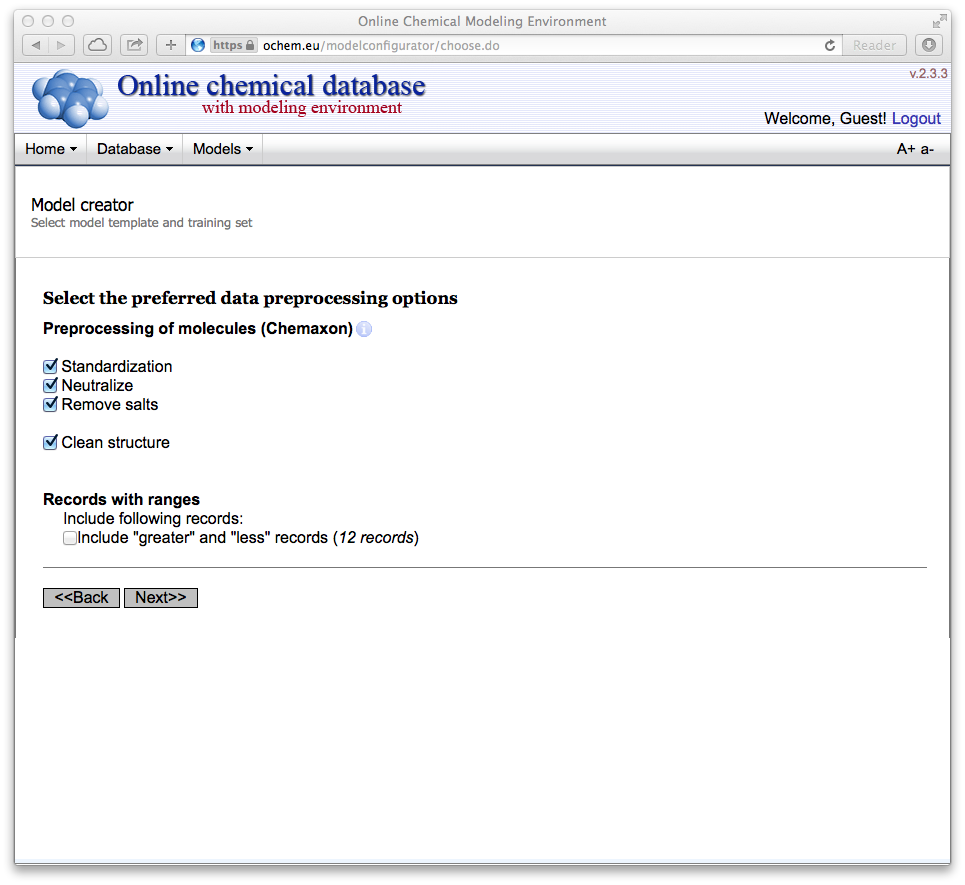 Online Chemical Modeling Environment
https ochem.eu/modelconfigurator/choose.do Reader
v.2.3.3
Online chemical database
with modeling environment
Welcome, Guest! Logout
Home Database Models A+ a-
Model creator
Select model template and training set
Select the preferred data preprocessing options
Preprocessing of molecules (Chemaxon) i
Standardization
Neutralize
Remove salts
Clean structure
Records with ranges
Include following records:
Include "greater" and "less" records (12 records)
<<Back Next>>